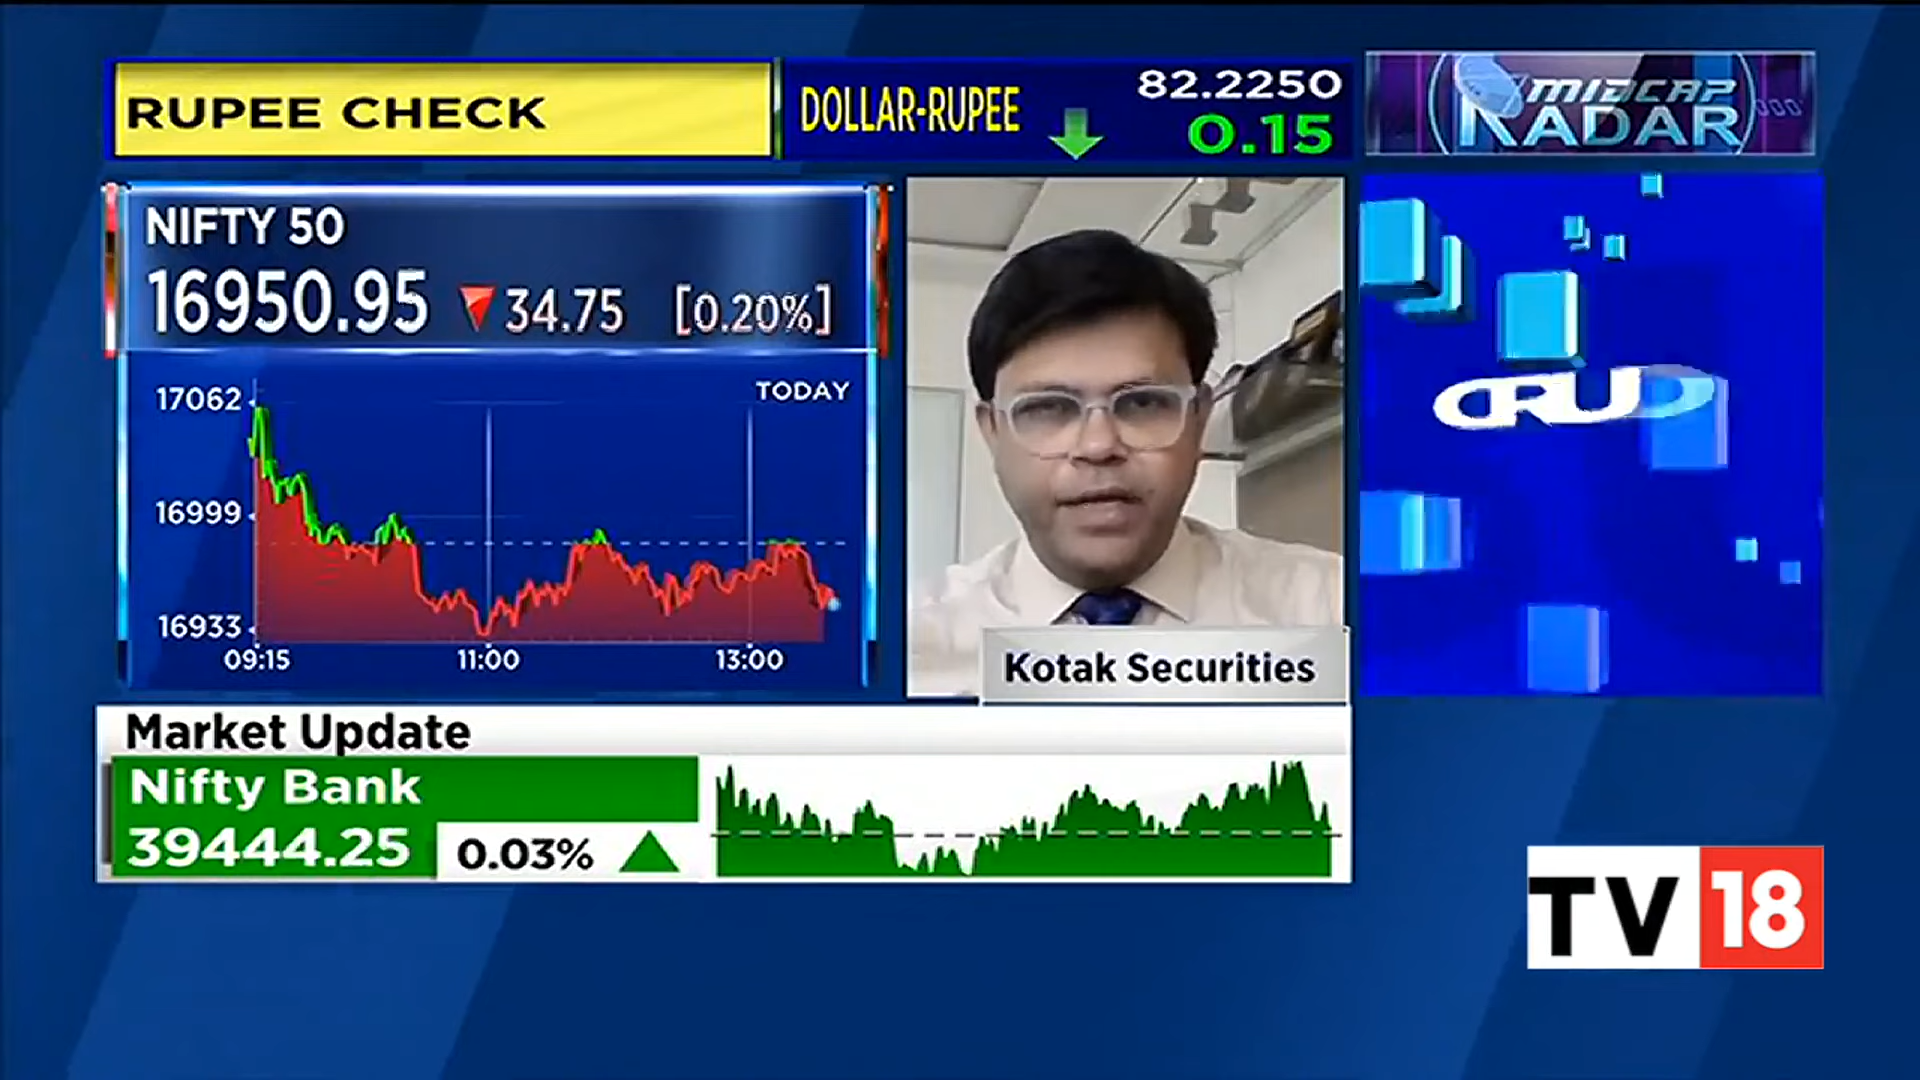 RUPEE CHECK
DOLLAR-RUPEE
82.2250
0.15
MIDCAP
RADAR
NIFTY 50
16950.95 ▼ 34.75 [0.20%]
TODAY
17062
16999
16933
09:15 11:00 13:00
Kotak Securities
CRUD
Market Update
Nifty Bank
39444.25 0.03% ▲
TV18